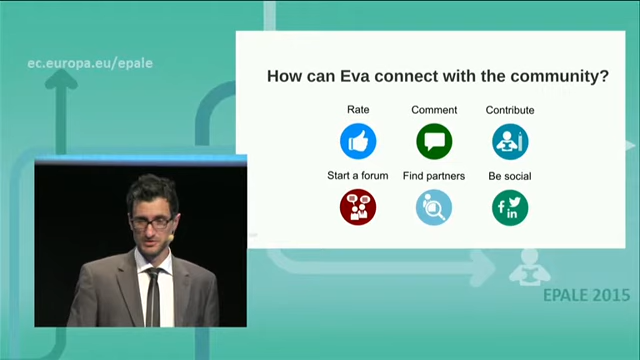 ec.europa.eu/epale
How can Eva connect with the community?
Rate Comment Contribute
Start a forum Find partners Be social
EPALE 2015